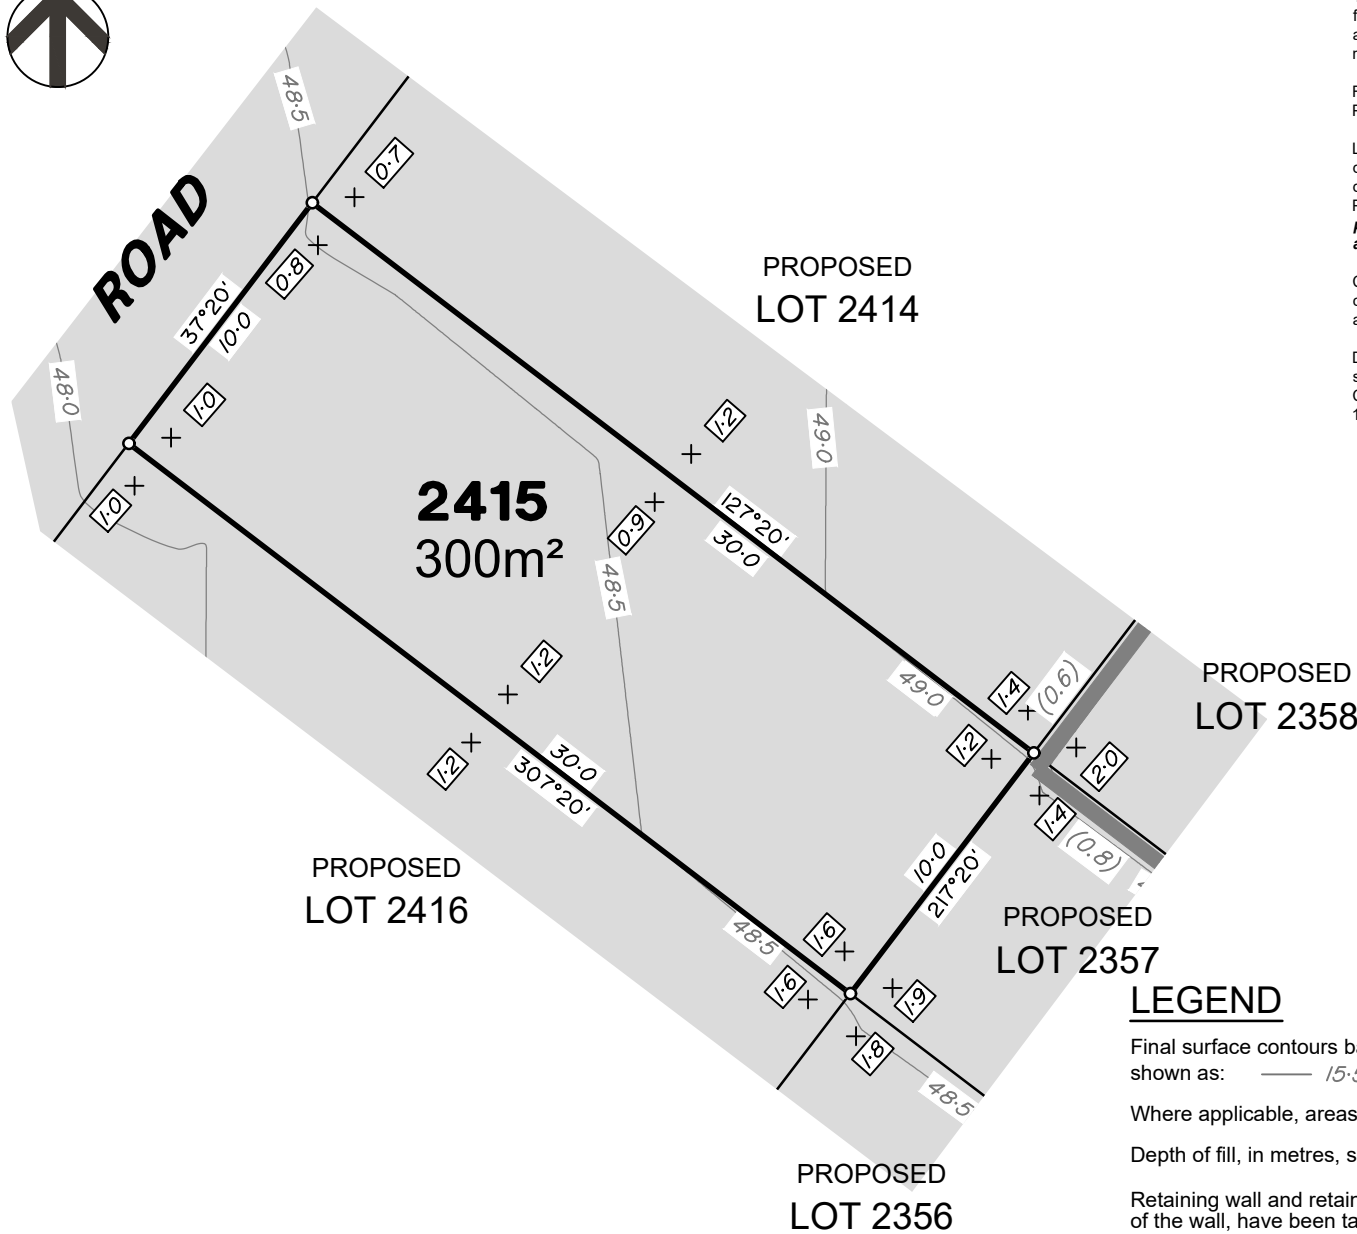 48·5
0·7
ROAD
0·8
37°20'
10·0
48·0
1·0
1·0
PROPOSED
LOT 2414
1·2
49·0
2415
300m²
0·9
127°20'
30·0
48·5
1·2
1·2
30·0
307°20'
49·0
1·4
(0.6)
1·2
PROPOSED
LOT 2358
2·0
1·4
(0.8)
10·0
217°20'
PROPOSED
LOT 2416
48·5
1·6
1·6
PROPOSED
LOT 2357
1·9
1·8
48·5
PROPOSED
LOT 2356
LEGEND
Final surface contours
shown as:
Where applicable, areas
Depth of fill, in metres,
Retaining wall and
of the wall, have been